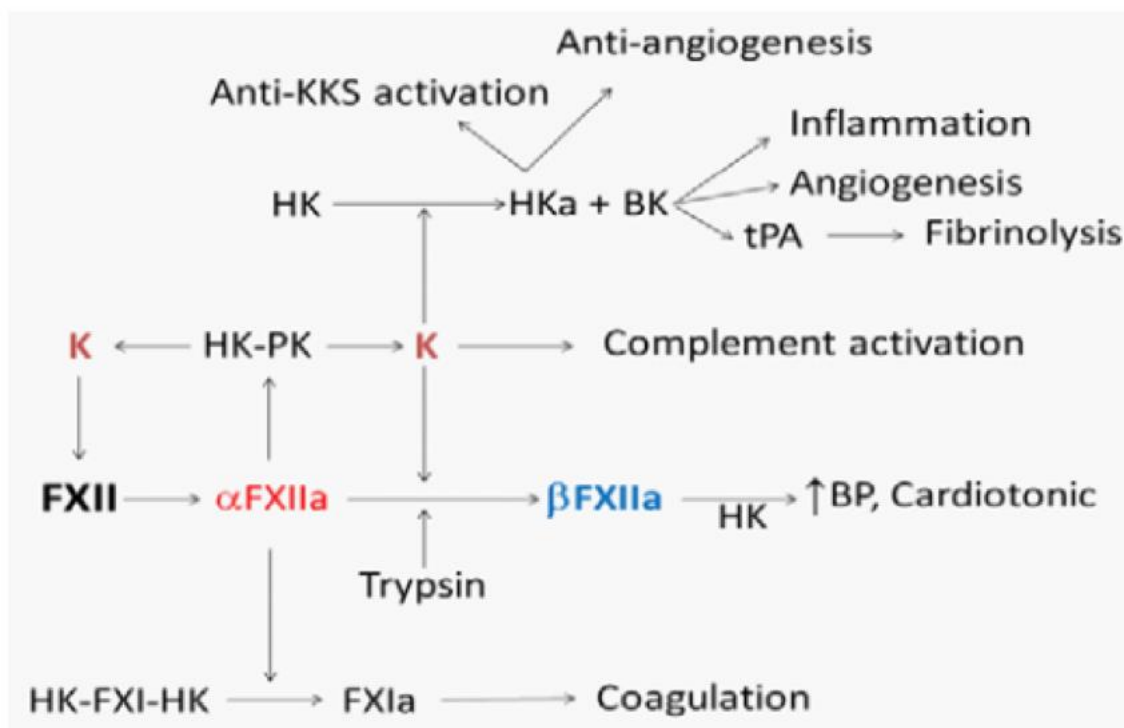 Anti-angiogenesis
Anti-KKS activation
Inflammation
HK
HKa + BK
Angiogenesis
tPA
Fibrinolysis
K
HK-PK
K
Complement activation
FXII
αFXIIa
βFXIIa
HK
↑BP, Cardiotonic
Trypsin
HK-FXI-HK
FXIa
Coagulation